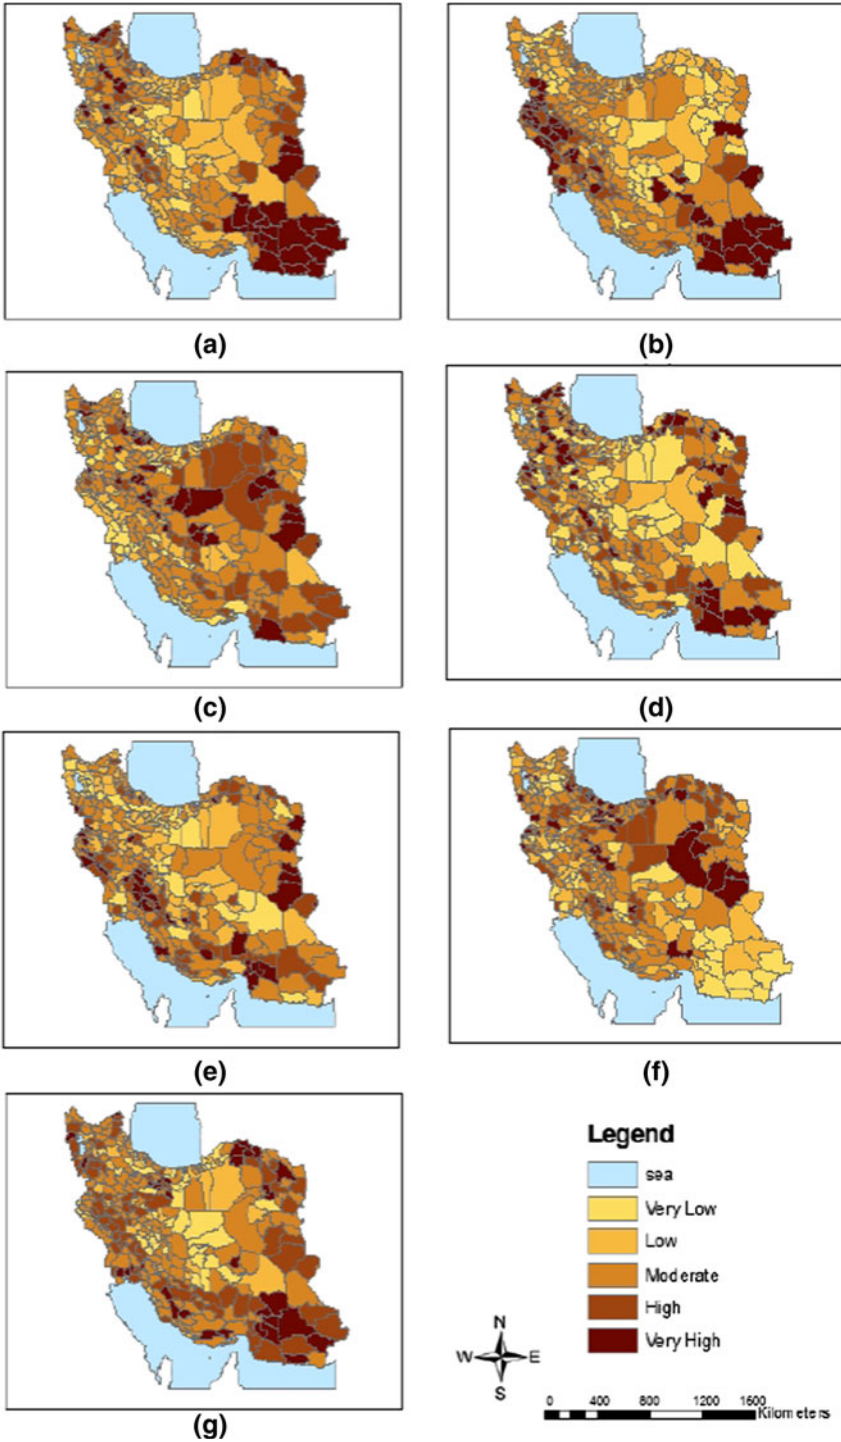 (a)
(b)
(c)
(d)
(e)
(f)
(g)
Legend
sea
Very Low
Low
Moderate
High
Very High
N
W E
S
0 400 800 1200 1600
Kilometers